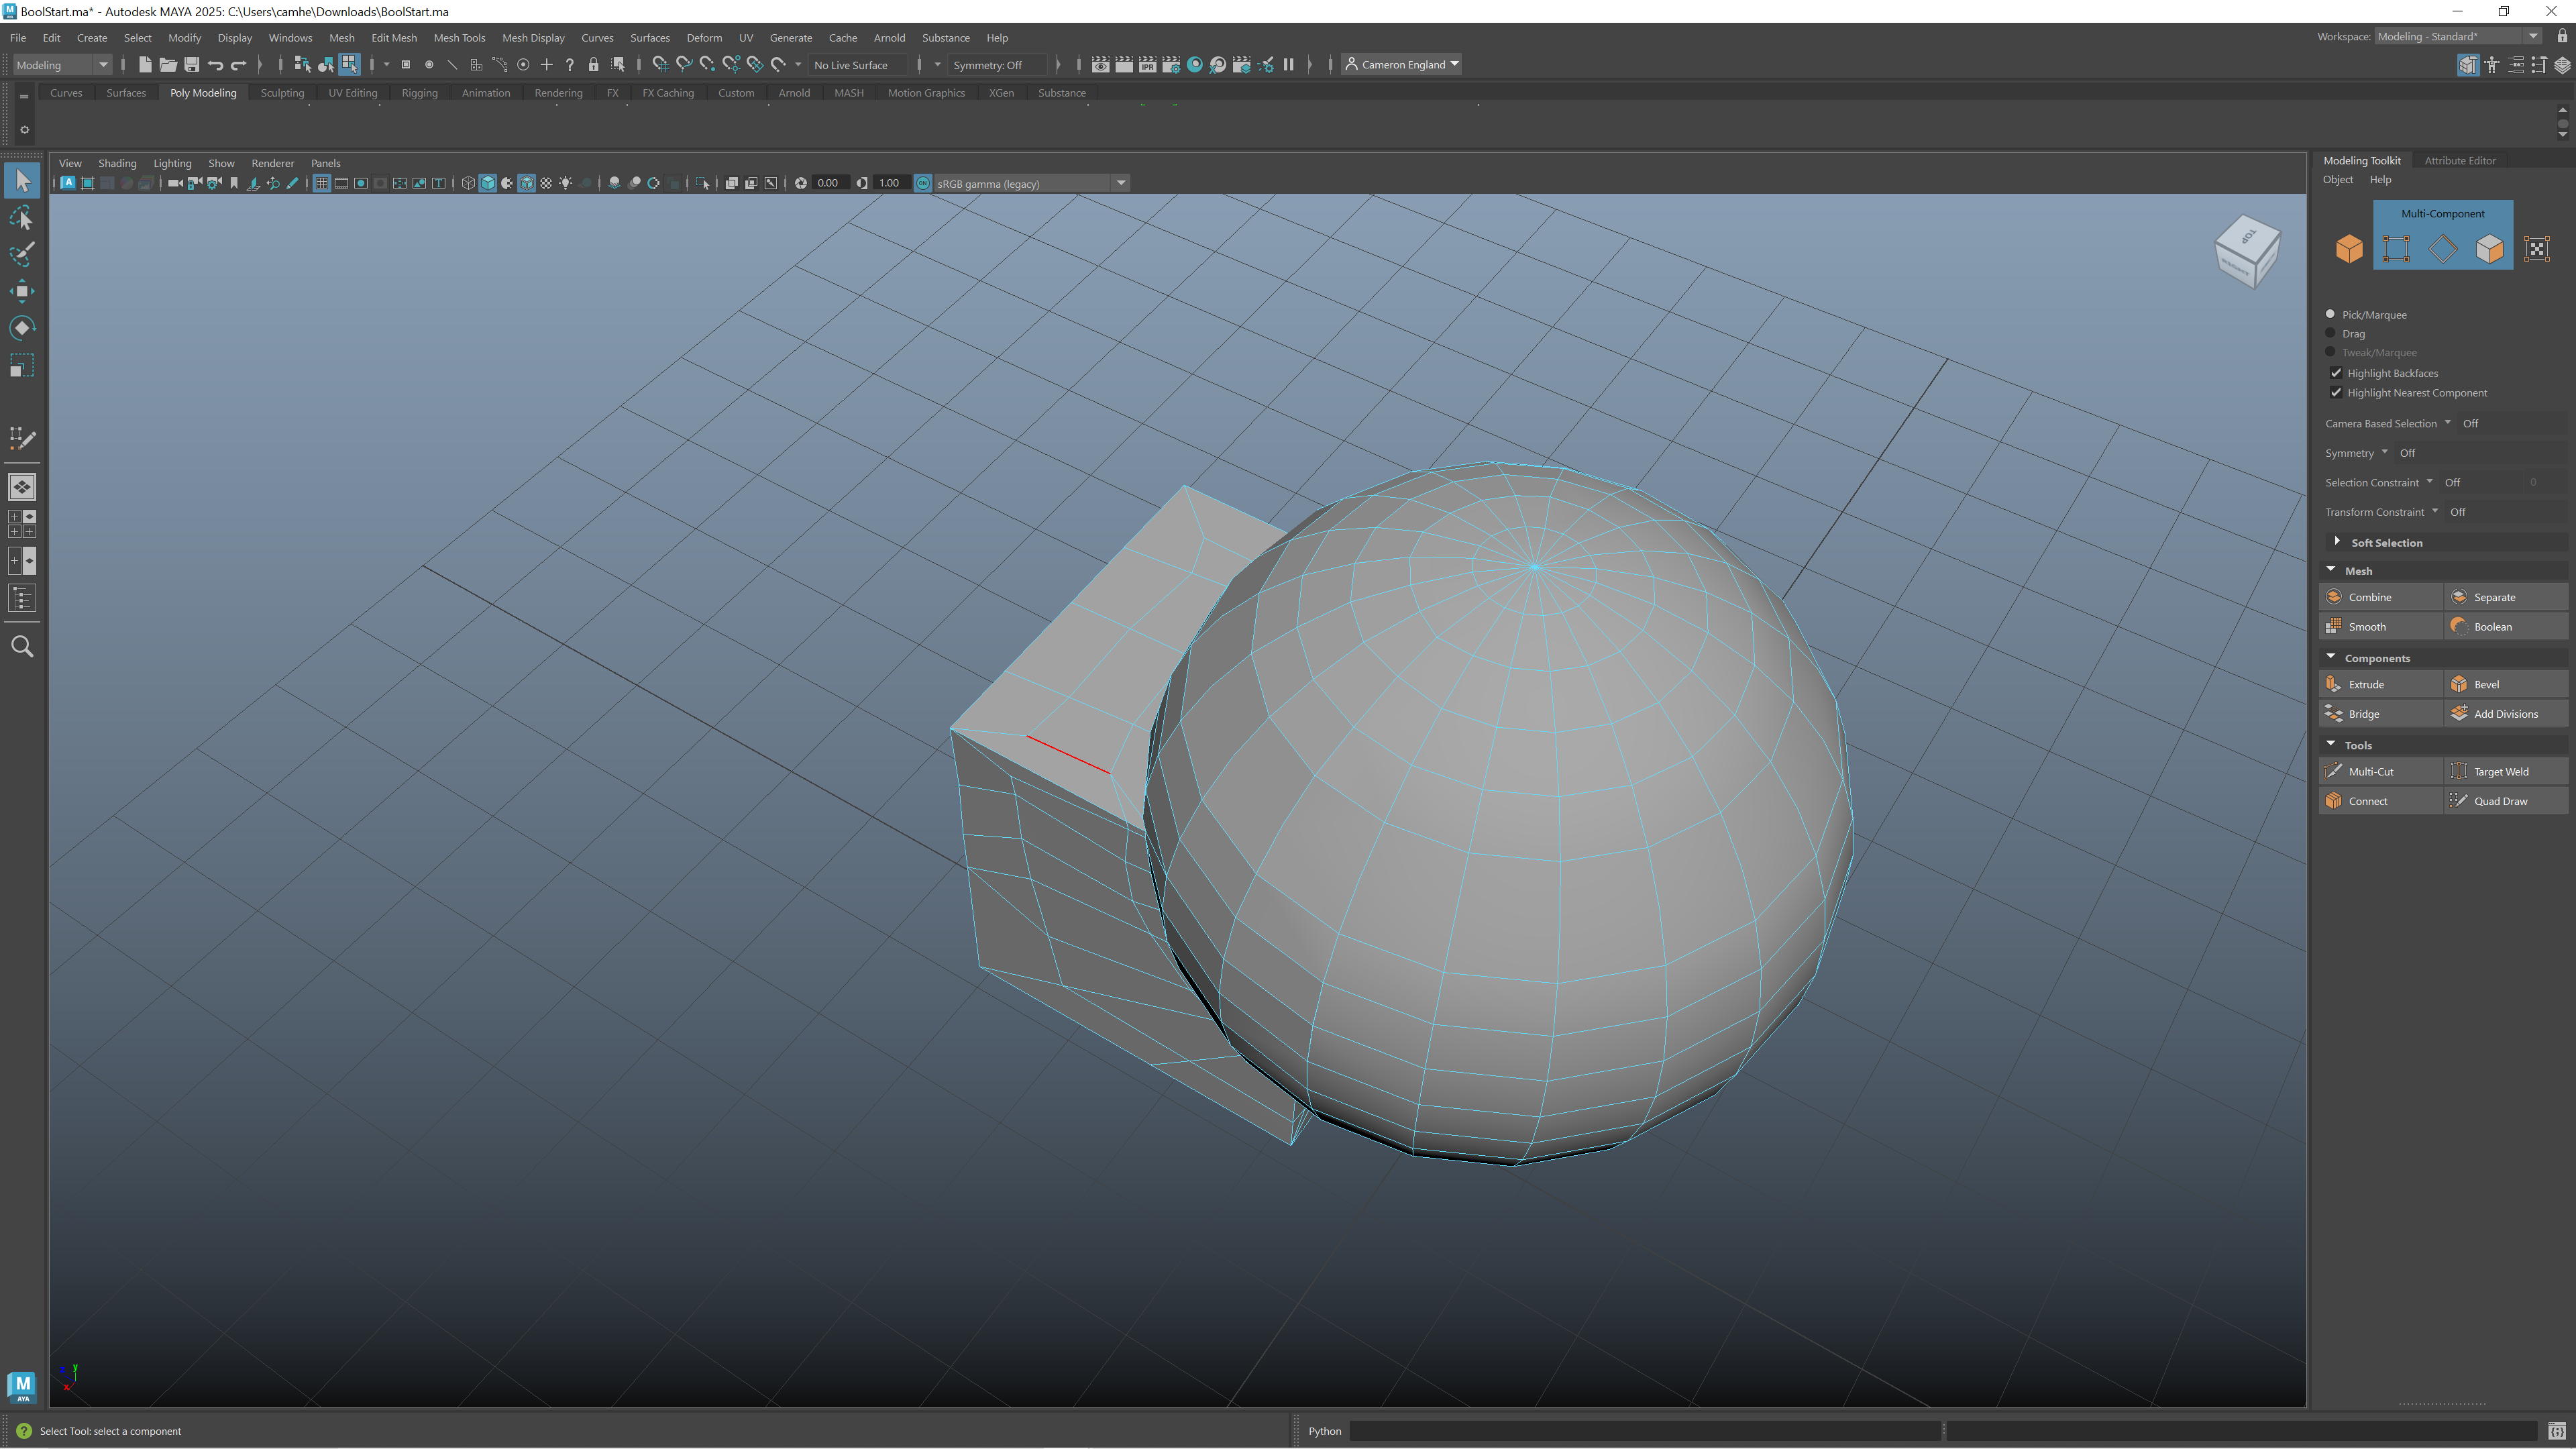 BoolStart.ma* - Autodesk MAYA 2025: C:\Users\camhe\Downloads\BoolStart.ma
File Edit Create Select Modify Display Windows Mesh Edit Mesh Mesh Tools Mesh Display Curves Surfaces Deform UV Generate Cache Arnold Substance Help
Workspace: Modeling - Standard*
Modeling No Live Surface Symmetry: Off IPR Cameron England
Curves Surfaces Poly Modeling Sculpting UV Editing Rigging Animation Rendering FX FX Caching Custom Arnold MASH Motion Graphics XGen Substance
View Shading Lighting Show Renderer Panels
0.00 1.00 ON sRGB gamma (legacy)
TOP
Modeling Toolkit Attribute Editor
Object Help
Multi-Component
Pick/Marquee
Drag
Tweak/Marquee
Highlight Backfaces
Highlight Nearest Component
Camera Based Selection Off
Symmetry Off
Selection Constraint Off 0
Transform Constraint Off
Soft Selection
Mesh
Combine Separate
Smooth Boolean
Components
Extrude Bevel
Bridge Add Divisions
Tools
Multi-Cut Target Weld
Connect Quad Draw
y
x
M
AYA
? Select Tool: select a component
Python